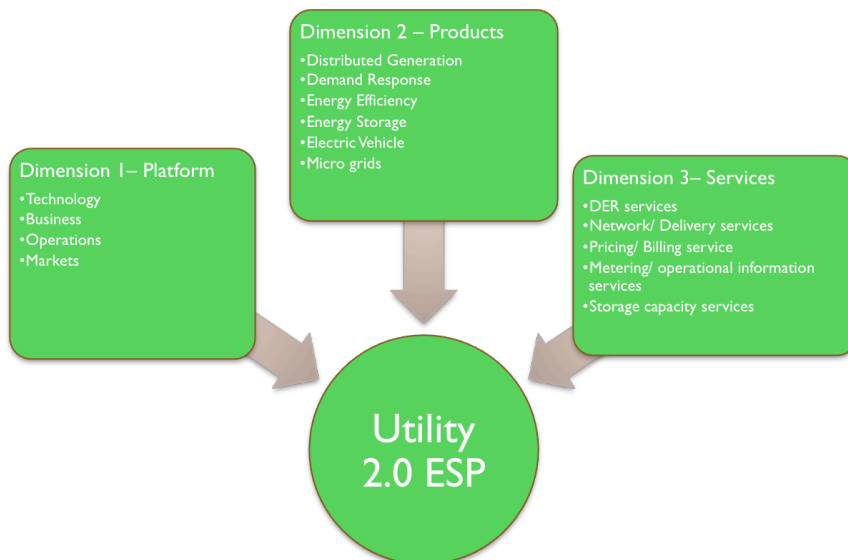 Dimension 1– Platform
•Technology
•Business
•Operations
•Markets
Dimension 2 – Products
•Distributed Generation
•Demand Response
•Energy Efficiency
•Energy Storage
•Electric Vehicle
•Micro grids
Dimension 3– Services
•DER services
•Network/ Delivery services
•Pricing/ Billing service
•Metering/ operational information
services
•Storage capacity services
Utility
2.0 ESP